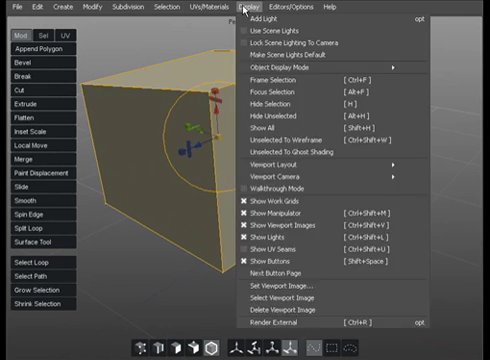 File Edit Create Modify Subdivision Selection UVs/Materials Display Editors/Options Help
Mod Sel UV
Append Polygon
Bevel
Break
Cut
Extrude
Flatten
Inset Scale
Local Move
Merge
Paint Displacement
Slide
Smooth
Spin Edge
Split Loop
Surface Tool
Select Loop
Select Path
Grow Selection
Shrink Selection
Add Light opt
Use Scene Lights
Lock Scene Lighting To Camera
Make Scene Lights Default
Object Display Mode
Frame Selection [ Ctrl+F ]
Focus Selection [ Alt+F ]
Hide Selection [ H ]
Hide Unselected [ Alt+H ]
Show All [ Shift+H ]
Unselected To Wireframe [ Ctrl+Shift+W ]
Unselected To Ghost Shading
Viewport Layout
Viewport Camera
Walkthrough Mode
Show Work Grids
Show Manipulator [ Ctrl+Shift+M ]
Show Viewport Images [ Ctrl+Shift+V ]
Show Lights [ Ctrl+Shift+L ]
Show UV Seams [ Ctrl+Shift+U ]
Show Buttons [ Shift+Space ]
Next Button Page
Set Viewport Image...
Select Viewport Image
Delete Viewport Image
Render External [ Ctrl+R ] opt